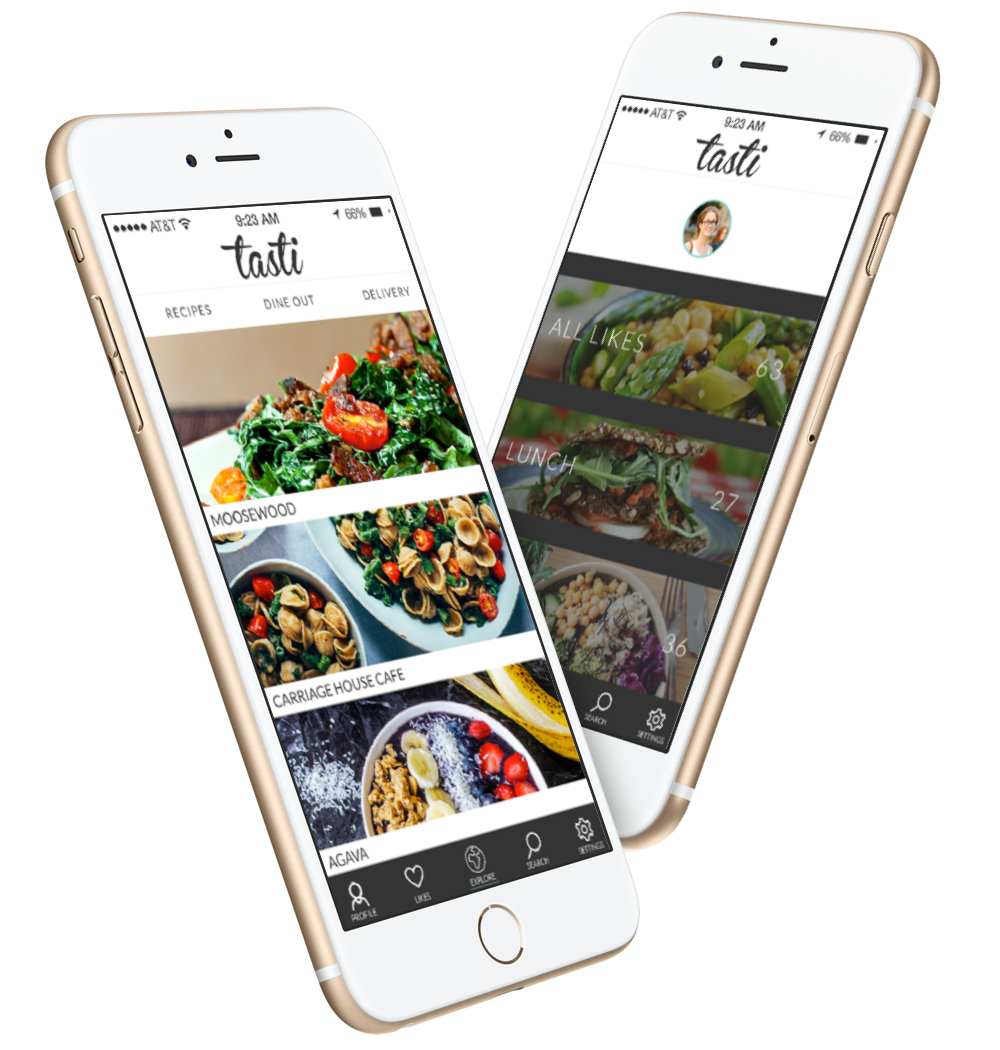 AT&T 9:23 AM 66%
tasti
RECIPES DINE OUT DELIVERY
MOOSEWOOD
CARRIAGE HOUSE CAFE
AGAVA
PROFILE LIKES EXPLORE SEARCH SETTINGS
AT&T 9:23 AM 66%
tasti
ALL LIKES 63
LUNCH 27
36
SEARCH SETTINGS